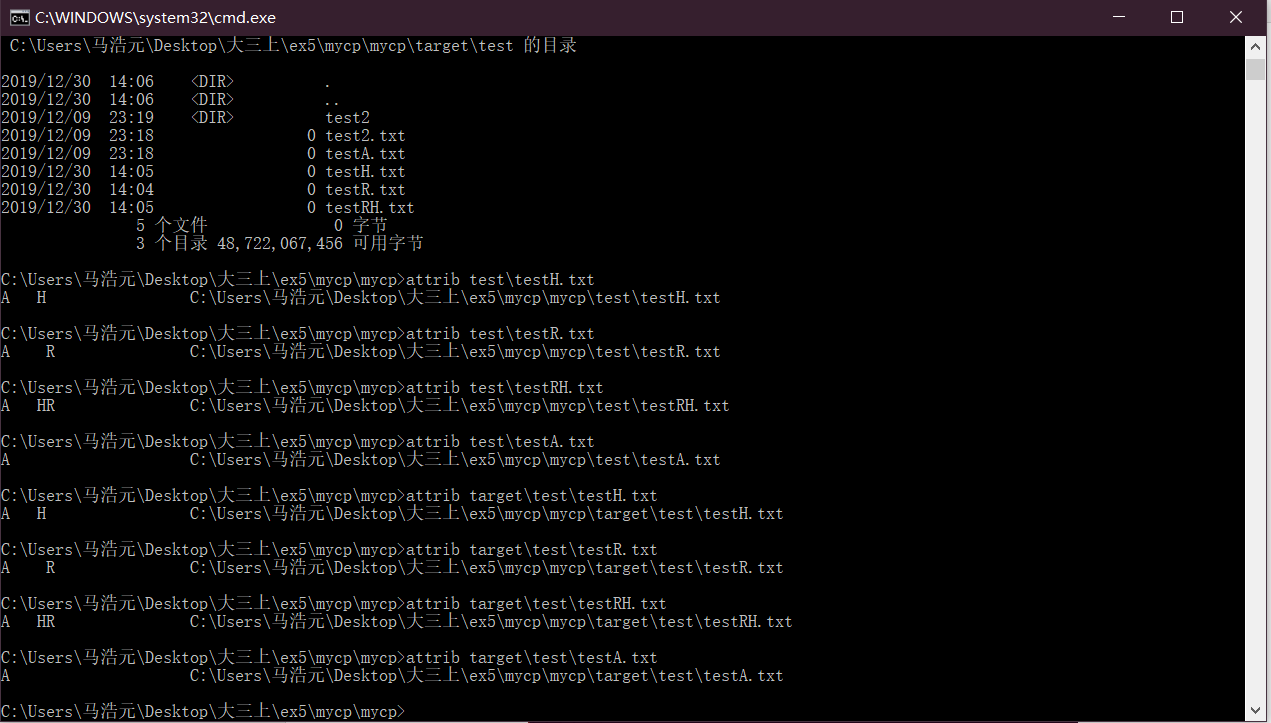 C:\WINDOWS\system32\cmd.exe
C:\Users\马浩元\Desktop\大三上\ex5\mycp\mycp\target\test 的目录
2019/12/30  14:06    <DIR>          .
2019/12/30  14:06    <DIR>          ..
2019/12/09  23:19    <DIR>          test2
2019/12/09  23:18                 0 test2.txt
2019/12/09  23:18                 0 testA.txt
2019/12/30  14:05                 0 testH.txt
2019/12/30  14:04                 0 testR.txt
2019/12/30  14:05                 0 testRH.txt
5 个文件              0 字节
3 个目录 48,722,067,456 可用字节
C:\Users\马浩元\Desktop\大三上\ex5\mycp\mycp>attrib test\testH.txt
A   H                C:\Users\马浩元\Desktop\大三上\ex5\mycp\mycp\test\testH.txt
C:\Users\马浩元\Desktop\大三上\ex5\mycp\mycp>attrib test\testR.txt
A    R               C:\Users\马浩元\Desktop\大三上\ex5\mycp\mycp\test\testR.txt
C:\Users\马浩元\Desktop\大三上\ex5\mycp\mycp>attrib test\testRH.txt
A   HR               C:\Users\马浩元\Desktop\大三上\ex5\mycp\mycp\test\testRH.txt
C:\Users\马浩元\Desktop\大三上\ex5\mycp\mycp>attrib test\testA.txt
A                    C:\Users\马浩元\Desktop\大三上\ex5\mycp\mycp\test\testA.txt
C:\Users\马浩元\Desktop\大三上\ex5\mycp\mycp>attrib target\test\testH.txt
A   H                C:\Users\马浩元\Desktop\大三上\ex5\mycp\mycp\target\test\testH.txt
C:\Users\马浩元\Desktop\大三上\ex5\mycp\mycp>attrib target\test\testR.txt
A    R               C:\Users\马浩元\Desktop\大三上\ex5\mycp\mycp\target\test\testR.txt
C:\Users\马浩元\Desktop\大三上\ex5\mycp\mycp>attrib target\test\testRH.txt
A   HR               C:\Users\马浩元\Desktop\大三上\ex5\mycp\mycp\target\test\testRH.txt
C:\Users\马浩元\Desktop\大三上\ex5\mycp\mycp>attrib target\test\testA.txt
A                    C:\Users\马浩元\Desktop\大三上\ex5\mycp\mycp\target\test\testA.txt
C:\Users\马浩元\Desktop\大三上\ex5\mycp\mycp>